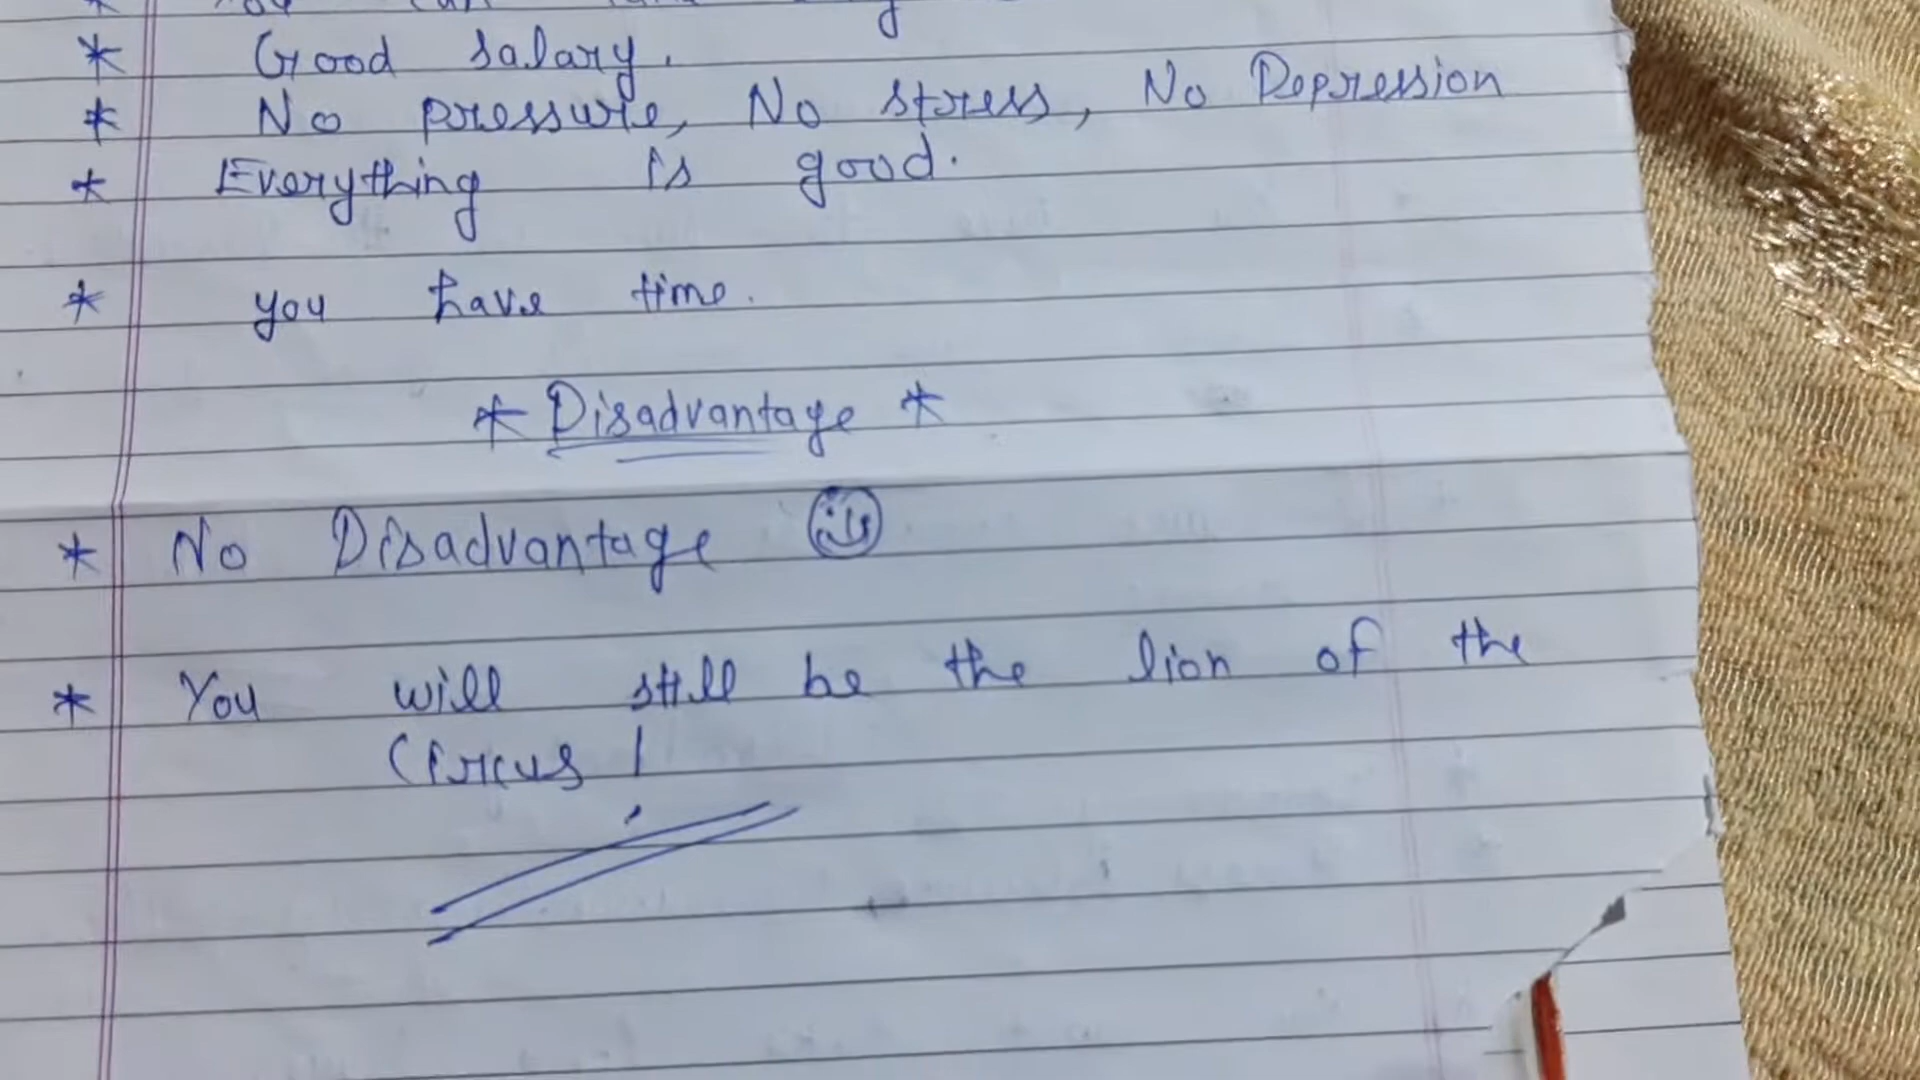 * Good salary.
* No pressure, No stress, No Depression
* Everything is good.
* you have time.
* Disadvantage *
* No Disadvantage
* You will still be the lion of the
Circus !